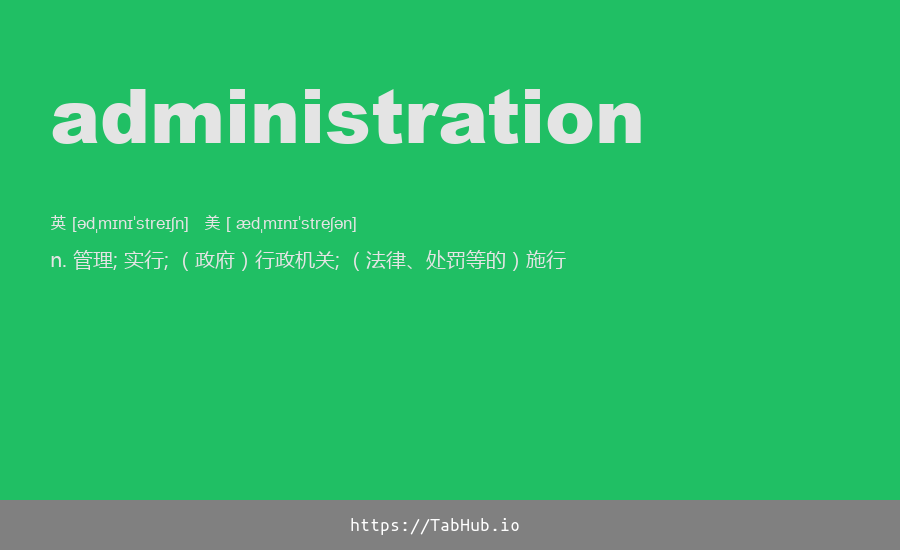 administration
英 [ədˌmɪnɪˈstreɪʃn] 美 [ ædˌmɪnɪˈstreʃən]
n. 管理; 实行; （政府）行政机关; （法律、处罚等的）施行
https://TabHub.io